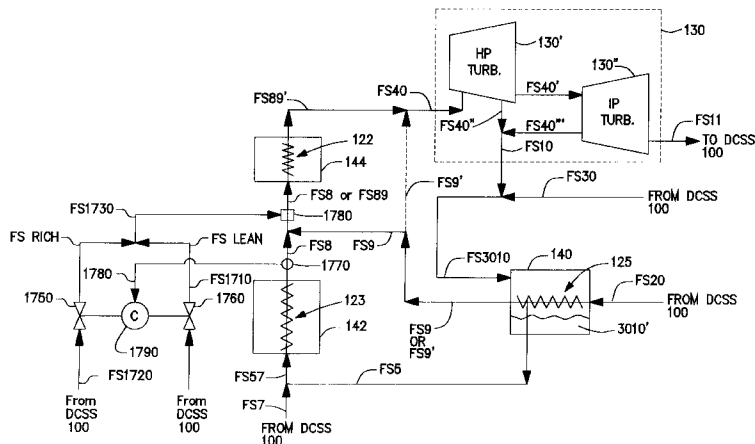 130
130'
HP
TURB.
130"
FS89'
FS40
FS40'
IP
TURB.
FS40"
FS40"'
FS11
TO DCSS
100
FS10
122
144
FS30
FROM DCSS
100
FS8 or FS89
FS9'
FS1730
1780
FS RICH
FS LEAN
FS9
FS8
FS3010
140
1780
FS1710
1770
125
FS20
1750
1760
C
123
FROM DCSS
100
142
3010'
1790
FS9
OR
FS9'
FS1720
FS57
FS5
From
DCSS
100
From
DCSS
100
FS7
FROM DCSS
100